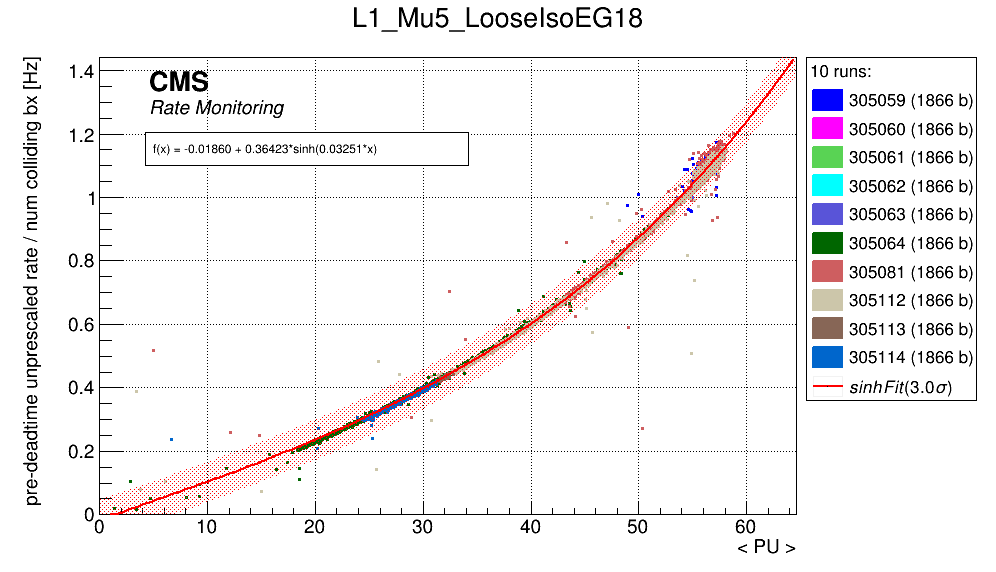 L1_Mu5_LooseIsoEG18
pre-deadtime unprescaled rate / num colliding bx [Hz]
1.4
1.2
1
0.8
0.6
0.4
0.2
0
CMS
Rate Monitoring
f(x) = -0.01860 + 0.36423*sinh(0.03251*x)
0 10 20 30 40 50 60
< PU >
10 runs:
305059 (1866 b)
305060 (1866 b)
305061 (1866 b)
305062 (1866 b)
305063 (1866 b)
305064 (1866 b)
305081 (1866 b)
305112 (1866 b)
305113 (1866 b)
305114 (1866 b)
sinhFit(3.0σ)